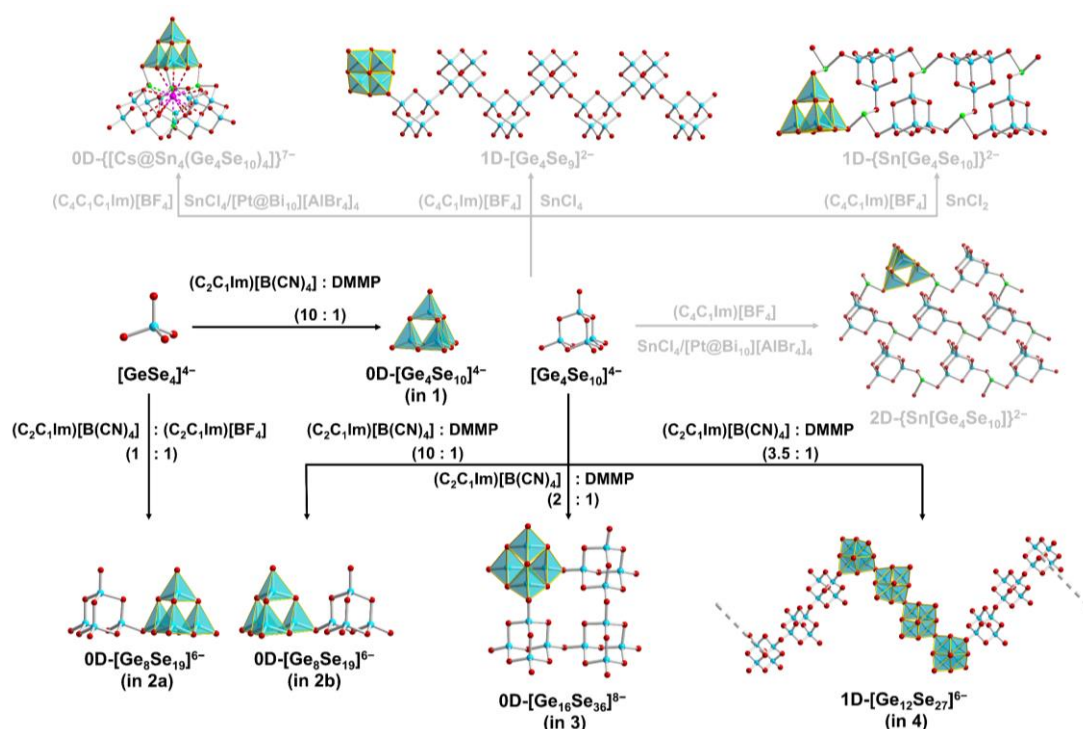 0D-{[Cs@Sn₄(Ge₄Se₁₀)₄]}⁷⁻
1D-[Ge₄Se₉]²⁻
1D-{Sn[Ge₄Se₁₀]}²⁻
(C₄C₁C₁Im)[BF₄]
SnCl₄/[Pt@Bi₁₀][AlBr₄]₄
(C₄C₁Im)[BF₄]
SnCl₄
(C₄C₁Im)[BF₄]
SnCl₂
(C₂C₁Im)[B(CN)₄] : DMMP
(10 : 1)
[GeSe₄]⁴⁻
0D-[Ge₄Se₁₀]⁴⁻
(in 1)
[Ge₄Se₁₀]⁴⁻
(C₄C₁Im)[BF₄]
SnCl₄/[Pt@Bi₁₀][AlBr₄]₄
2D-{Sn[Ge₄Se₁₀]}²⁻
(C₂C₁Im)[B(CN)₄] : (C₂C₁Im)[BF₄]
(1 : 1)
(C₂C₁Im)[B(CN)₄] : DMMP
(10 : 1)
(C₂C₁Im)[B(CN)₄] : DMMP
(2 : 1)
(C₂C₁Im)[B(CN)₄] : DMMP
(3.5 : 1)
0D-[Ge₈Se₁₉]⁶⁻
(in 2a)
0D-[Ge₈Se₁₉]⁶⁻
(in 2b)
0D-[Ge₁₆Se₃₆]⁸⁻
(in 3)
1D-[Ge₁₂Se₂₇]⁶⁻
(in 4)